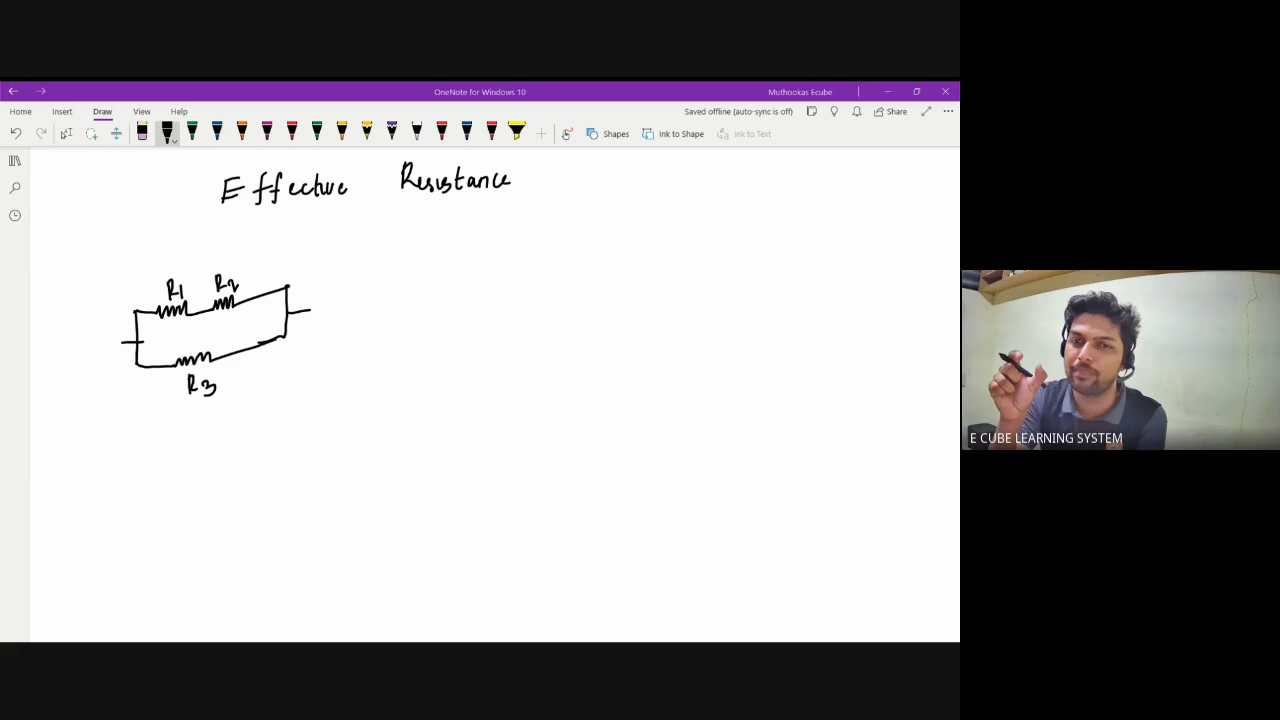 OneNote for Windows 10
Muthookas Ecube
Home Insert Draw View Help
Saved offline (auto-sync is off)
Share
Shapes
Ink to Shape
Ink to Text
Effective Resistance
R1 R2
R3
E CUBE LEARNING SYSTEM